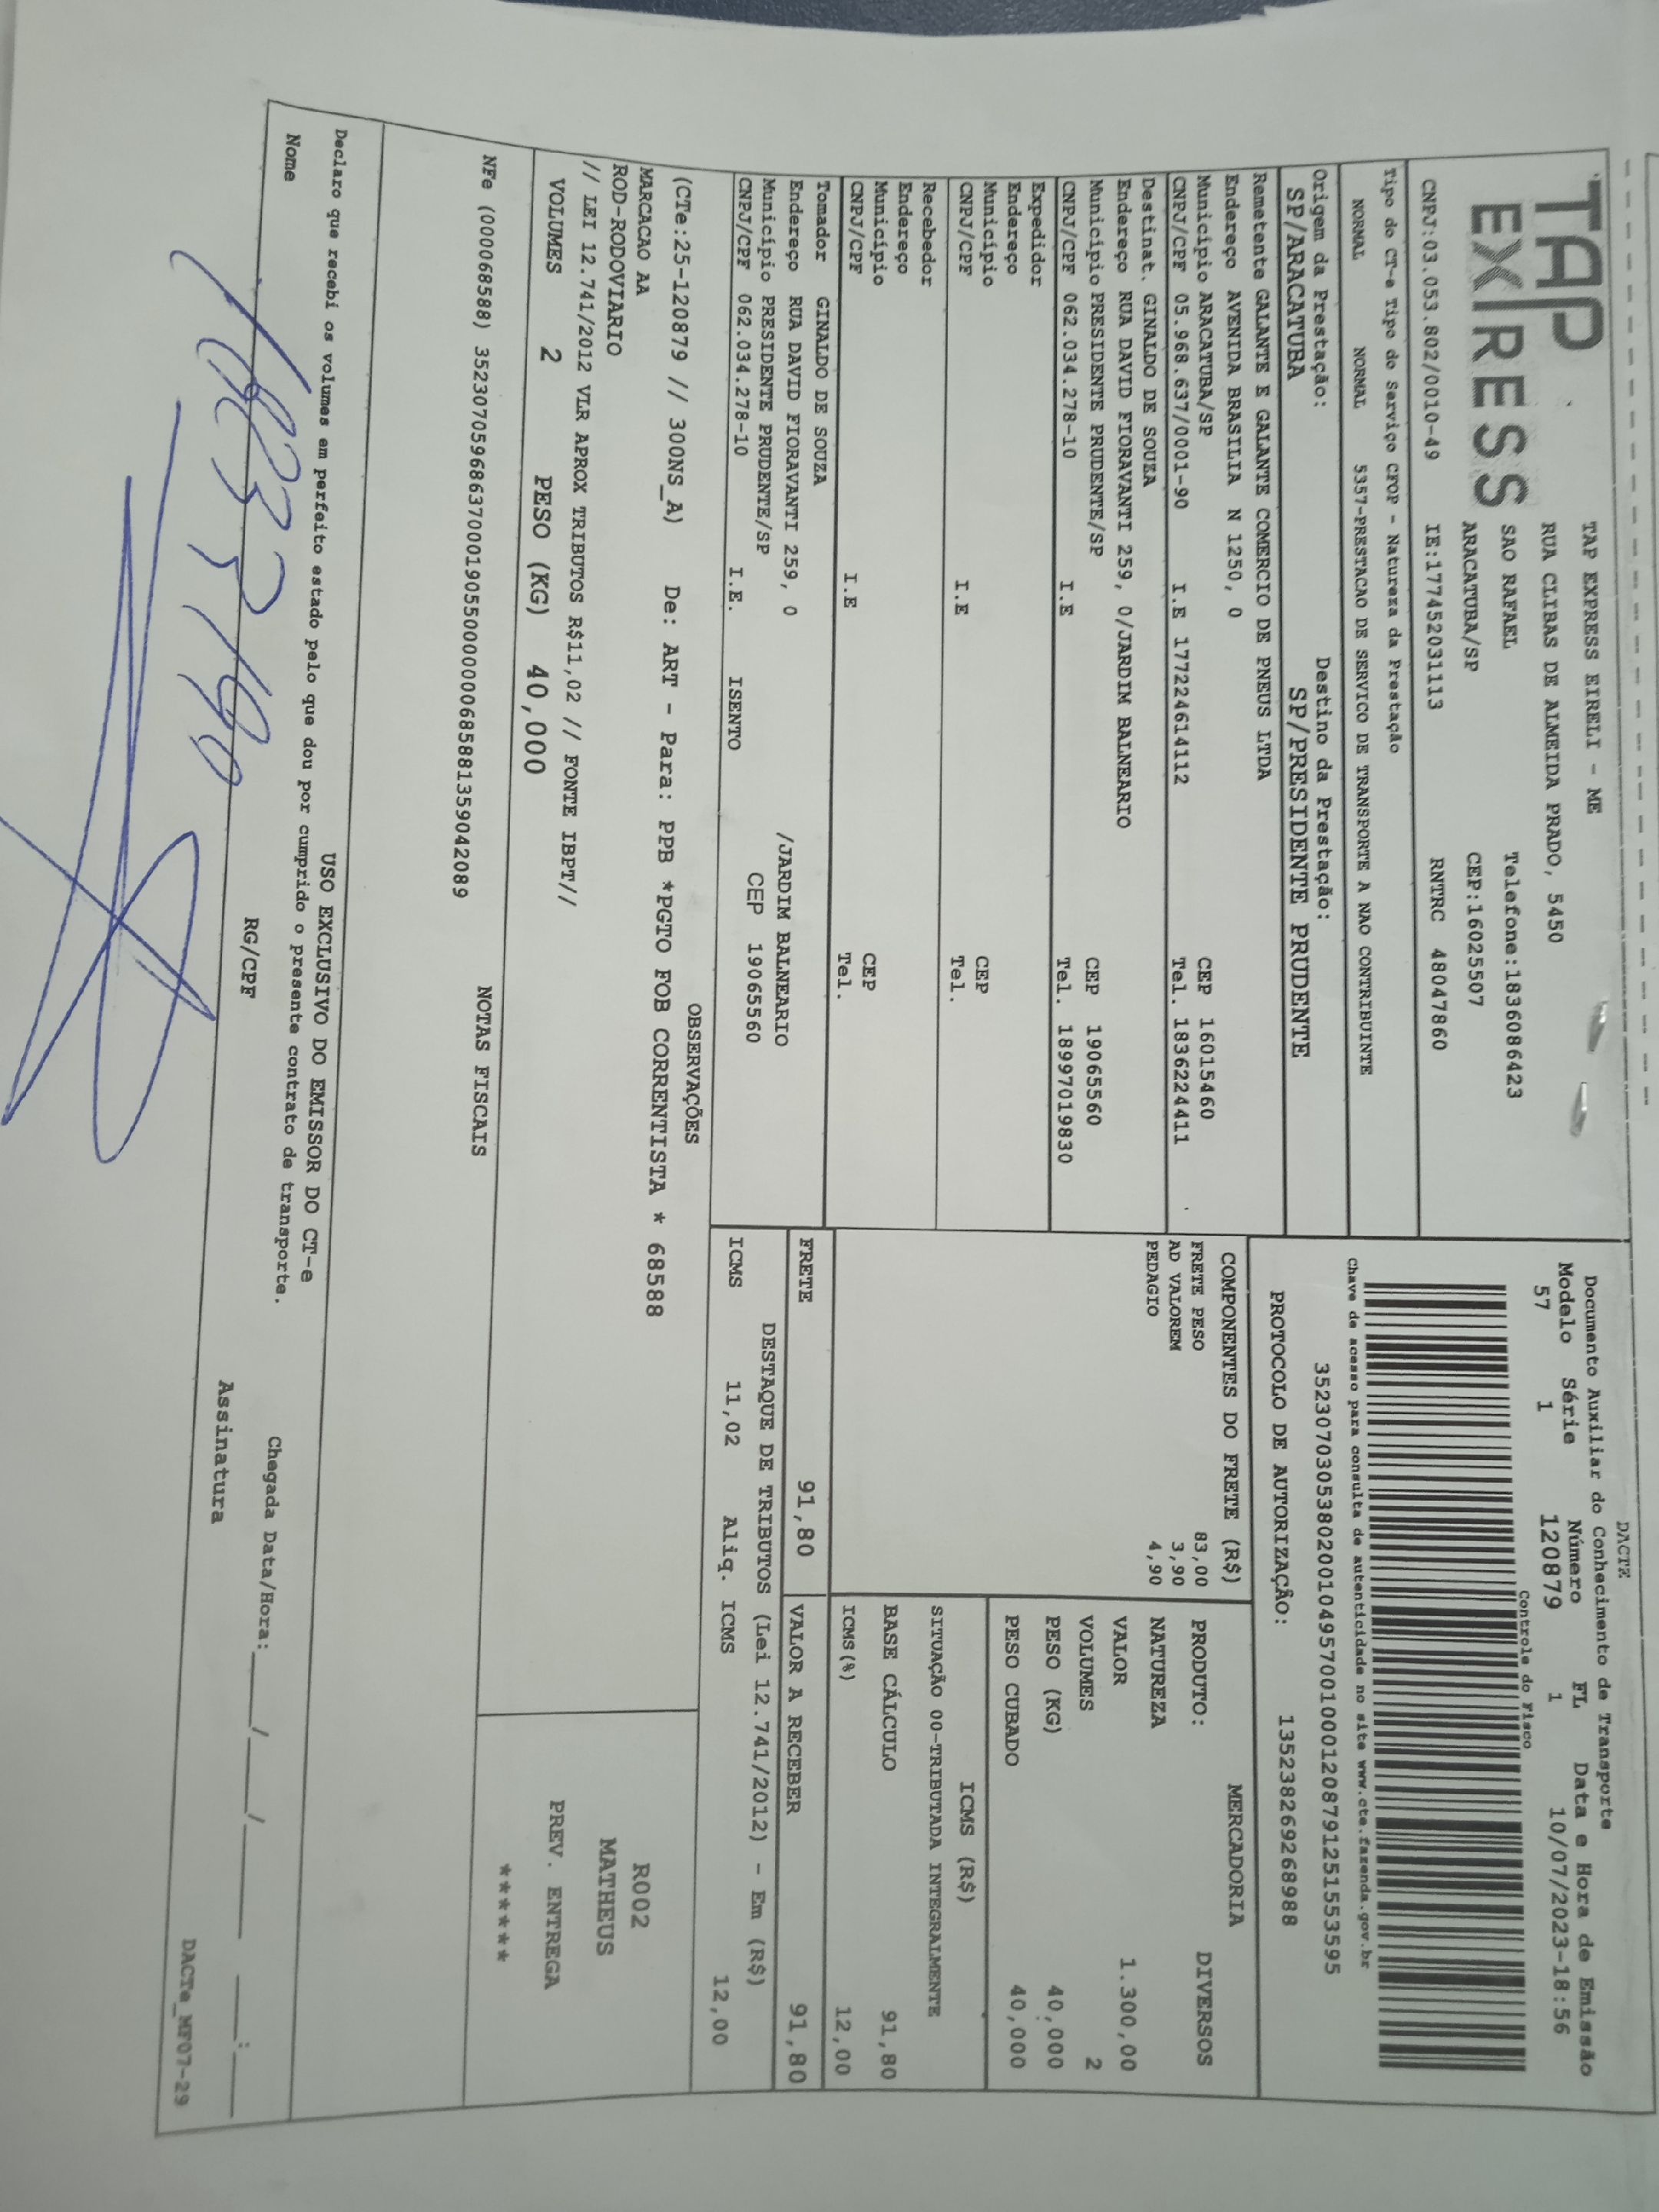 DACTE
TAP EXPRESS
TAP EXPRESS EIRELI - ME
RUA CLIBAS DE ALMEIDA PRADO, 5450
SAO RAFAEL Telefone:1836086423
ARACATUBA/SP CEP:16025507
CNPJ:03.053.802/0010-49 IE:177452031113 RNTRC 48047860
Documento Auxiliar do Conhecimento de Transporte
Modelo Série Número FL Data e Hora de Emissão
57 1 120879 1 10/07/2023-18:56
Controle do Fisco
Chave de acesso para consulta de autenticidade no site www.cte.fazenda.gov.br
35230703053802001049570010001208791251553595
PROTOCOLO DE AUTORIZAÇÃO: 135238269268988
Tipo do CT-e Tipo do Serviço CFOP - Natureza da Prestação
NORMAL NORMAL 5357-PRESTACAO DE SERVICO DE TRANSPORTE A NAO CONTRIBUINTE
Origem da Prestação: Destino da Prestação:
SP/ARACATUBA SP/PRESIDENTE PRUDENTE
Remetente GALANTE E GALANTE COMERCIO DE PNEUS LTDA
Endereço AVENIDA BRASILIA N 1250, 0
Município ARACATUBA/SP CEP 16015460
CNPJ/CPF 05.968.637/0001-90 I.E 177224614112 Tel. 1836224411
Destinat. GINALDO DE SOUZA
Endereço RUA DAVID FIORAVANTI 259, 0/JARDIM BALNEARIO
Município PRESIDENTE PRUDENTE/SP CEP 19065560
CNPJ/CPF 062.034.278-10 I.E Tel. 18997019830
Expedidor
Endereço
Município CEP
CNPJ/CPF I.E Tel.
Recebedor
Endereço
Município CEP
CNPJ/CPF I.E Tel.
Tomador GINALDO DE SOUZA
Endereço RUA DAVID FIORAVANTI 259, 0 /JARDIM BALNEARIO
Município PRESIDENTE PRUDENTE/SP CEP 19065560
CNPJ/CPF 062.034.278-10 I.E. ISENTO
COMPONENTES DO FRETE (R$)
FRETE PESO 83,00
AD VALOREM 3,90
PEDAGIO 4,90
MERCADORIA
PRODUTO: DIVERSOS
NATUREZA
VALOR 1.300,00
VOLUMES 2
PESO (KG) 40,000
PESO CUBADO 40,000
ICMS (R$)
SITUAÇÃO 00-TRIBUTADA INTEGRALMENTE
BASE CÁLCULO 91,80
ICMS(%) 12,00
FRETE 91,80 VALOR A RECEBER 91,80
DESTAQUE DE TRIBUTOS (Lei 12.741/2012) - Em (R$)
ICMS 11,02 Aliq. ICMS 12,00
OBSERVAÇÕES
(CTe:25-120879 // 300NS_A) De: ART - Para: PPB *PGTO FOB CORRENTISTA * 68588
MARCACAO AA
ROD-RODOVIARIO
// LEI 12.741/2012 VLR APROX TRIBUTOS R$11,02 // FONTE IBPT//
VOLUMES 2 PESO (KG) 40,000
R002
MATHEUS
PREV. ENTREGA
******
NOTAS FISCAIS
NFe (000068588) 35230705968637000190550000000685881359042089
USO EXCLUSIVO DO EMISSOR DO CT-e
Declaro que recebi os volumes em perfeito estado pelo que dou por cumprido o presente contrato de transporte.
Nome RG/CPF Assinatura Chegada Data/Hora:____/____/______ ____:____
DACTe_MF07-29